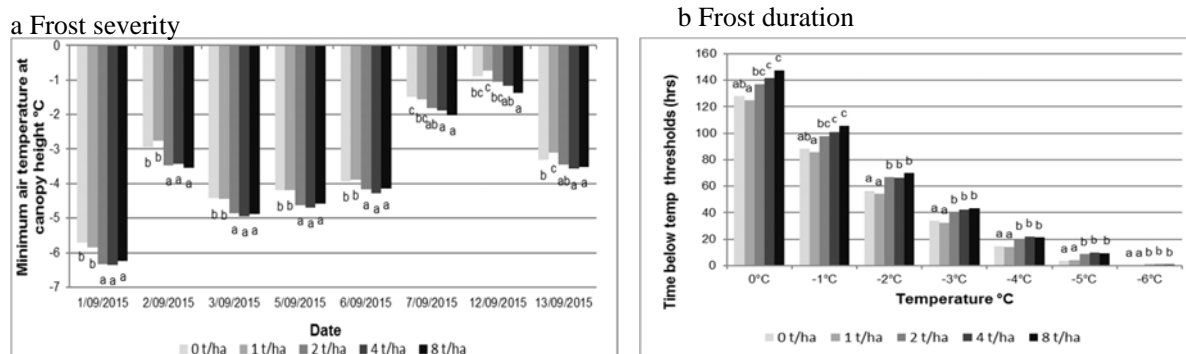 a Frost severity
0
-1
-2
-3
-4
-5
-6
-7
Minimum air temperature at
canopy height °C
b b a a a
b b a a a
b b a a a
b b a a a
b b a a a
c bc ab a a
bc c bc ab a
b c ab a a
1/09/2015 2/09/2015 3/09/2015 5/09/2015 6/09/2015 7/09/2015 12/09/2015 13/09/2015
Date
0 t/ha 1 t/ha 2 t/ha 4 t/ha 8 t/ha
b Frost duration
160
140
120
100
80
60
40
20
0
Time below temp thresholds (hrs)
ab a bc c c
ab a bc c c
a a b b b
a a b b b
a a b b b
a a b b b
a a b b b
0°C -1°C -2°C -3°C -4°C -5°C -6°C
Temperature °C
0 t/ha 1 t/ha 2 t/ha 4 t/ha 8 t/ha